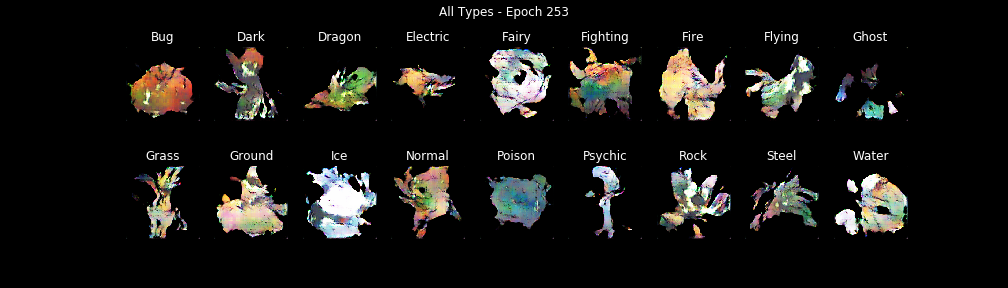 All Types - Epoch 253
Bug Dark Dragon Electric Fairy Fighting Fire Flying Ghost
Grass Ground Ice Normal Poison Psychic Rock Steel Water